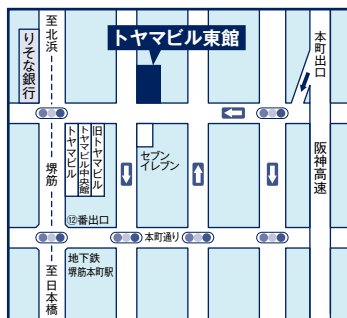 至北浜
りそな銀行
トヤマビル東館
本町出口
トヤマビル
トヤマビル中央館
旧トヤマビル
セブン
イレブン
堺筋
阪神高速
⑫番出口
本町通り
地下鉄
堺筋本町駅
至日本橋